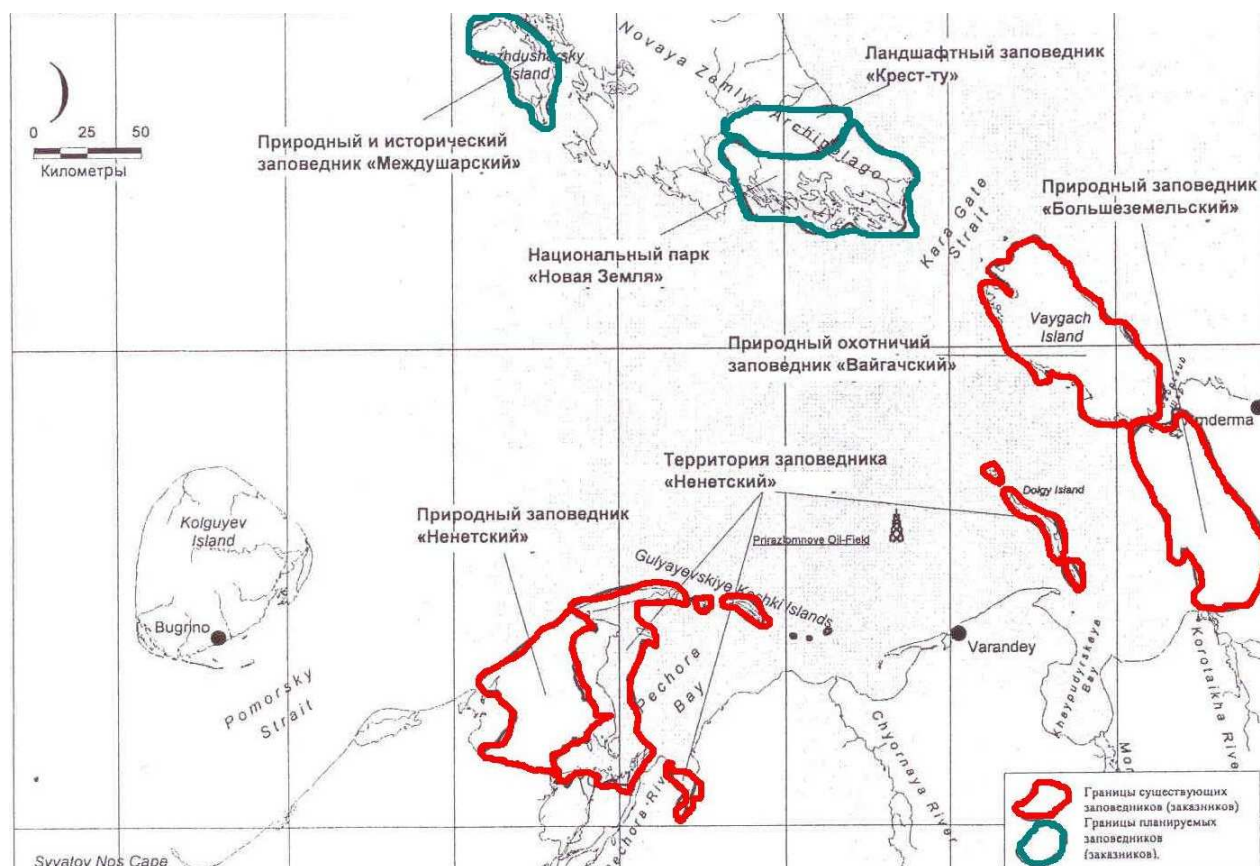 Novaya Zemlya Archipelago
Island
Ландшафтный заповедник
«Крест-ту»
0 25 50
Километры
Природный и исторический
заповедник «Междушарский»
Природный заповедник
«Большеземельский»
Kara Gate
Strait
Национальный парк
«Новая Земля»
Vaygach
Island
Природный охотничий
заповедник «Вайгачский»
Территория заповедника
«Ненетский»
Dolgy Island
Природный заповедник
«Ненетский»
Kolguyev
Island
Prirazlomnove Oil-Field
Gulyayevskiye Koshki Islands
Bugrino
Varandey
Pechore
Bay
Pomorsky
Strait
Khaypudyrskaya
Bay
Korotaikha River
Chyornaya River
Pechora River
Границы существующих
заповедников (заказников)
Границы планируемых
заповедников
(заказников),
Svyatoy Nos Cape